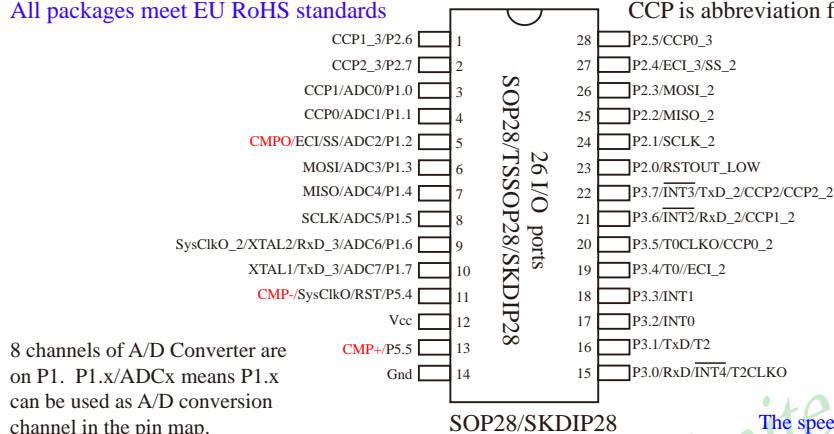 All packages meet EU RoHS standards
CCP is abbreviation f
CCP1_3/P2.6 1
CCP2_3/P2.7 2
CCP1/ADC0/P1.0 3
CCP0/ADC1/P1.1 4
CMPO/ECI/SS/ADC2/P1.2 5
MOSI/ADC3/P1.3 6
MISO/ADC4/P1.4 7
SCLK/ADC5/P1.5 8
SysClkO_2/XTAL2/RxD_3/ADC6/P1.6 9
XTAL1/TxD_3/ADC7/P1.7 10
CMP-/SysClkO/RST/P5.4 11
Vcc 12
CMP+/P5.5 13
Gnd 14
26 I/O ports
SOP28/TSSOP28/SKDIP28
28 P2.5/CCP0_3
27 P2.4/ECI_3/SS_2
26 P2.3/MOSI_2
25 P2.2/MISO_2
24 P2.1/SCLK_2
23 P2.0/RSTOUT_LOW
22 P3.7/INT3/TxD_2/CCP2/CCP2_2
21 P3.6/INT2/RxD_2/CCP1_2
20 P3.5/T0CLKO/CCP0_2
19 P3.4/T0//ECI_2
18 P3.3/INT1
17 P3.2/INT0
16 P3.1/TxD/T2
15 P3.0/RxD/INT4/T2CLKO
8 channels of A/D Converter are
on P1. P1.x/ADCx means P1.x
can be used as A/D conversion
channel in the pin map.
SOP28/SKDIP28
The spee